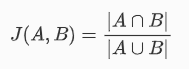 J(A, B) = |A ∩ B| / |A ∪ B|